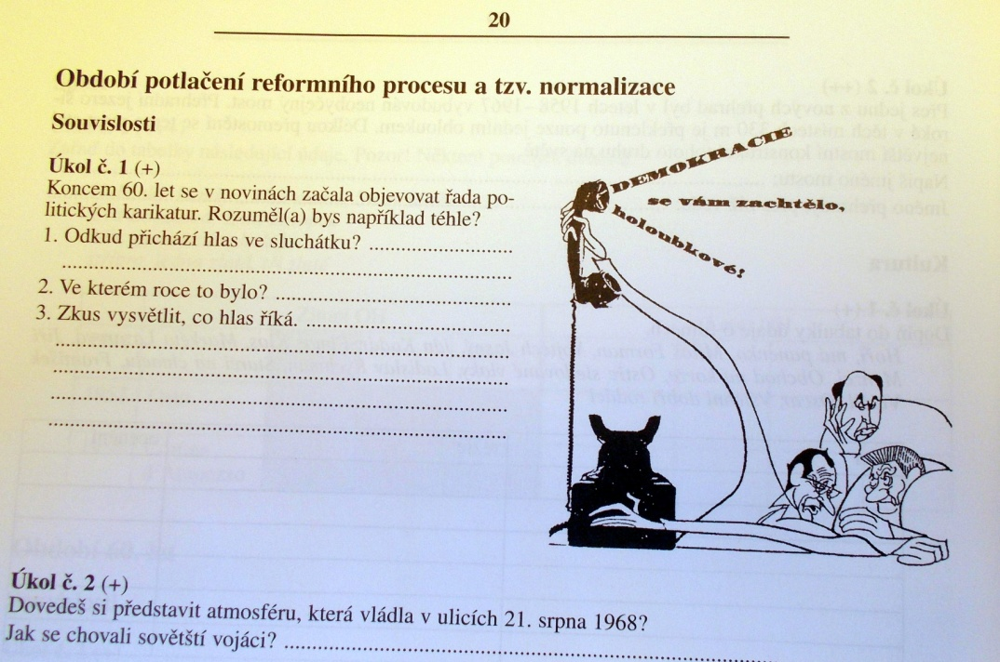 20
Období potlačení reformního procesu a tzv. normalizace
Souvislosti
Úkol č. 1 (+)
Koncem 60. let se v novinách začala objevovat řada po-
litických karikatur. Rozuměl(a) bys například téhle?
1. Odkud přichází hlas ve sluchátku? ........................
................................................................................
2. Ve kterém roce to bylo? ........................................
3. Zkus vysvětlit, co hlas říká. ...................................
................................................................................
................................................................................
................................................................................
................................................................................
DEMOKRACIE
se vám zachtělo,
holoubkové!
Úkol č. 2 (+)
Dovedeš si představit atmosféru, která vládla v ulicích 21. srpna 1968?
Jak se chovali sovětští vojáci? ................................................................................